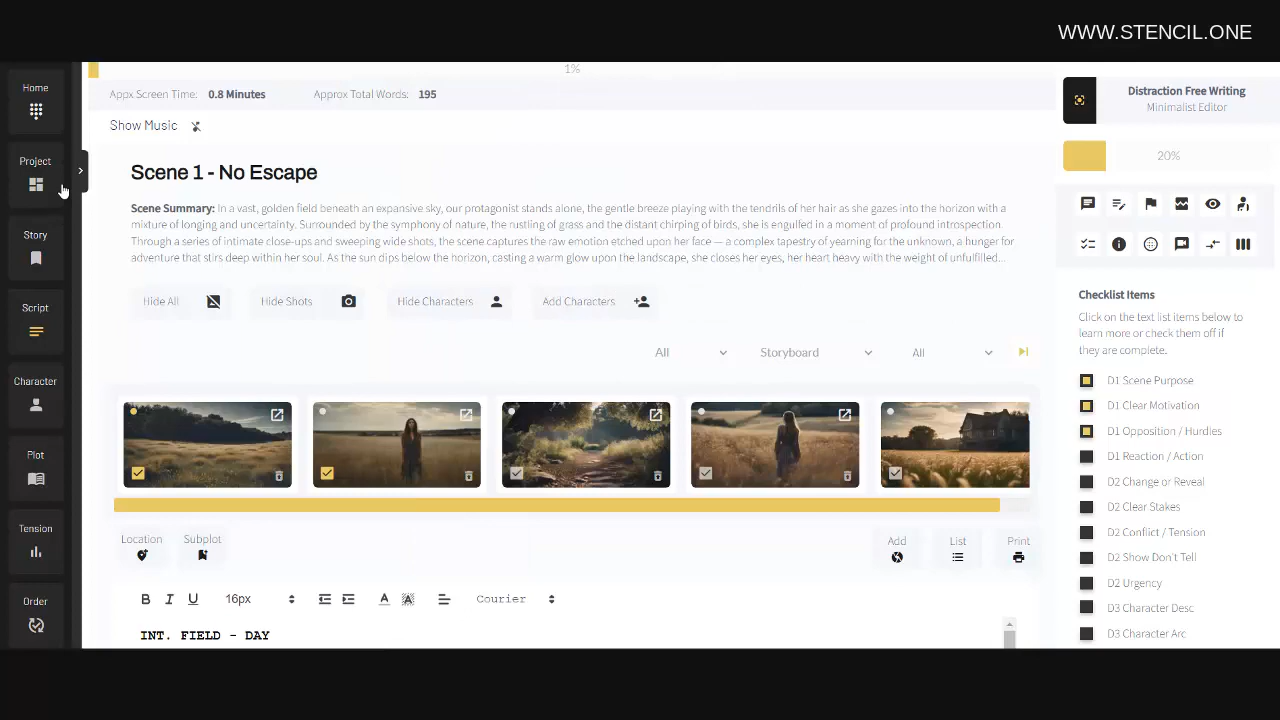 WWW.STENCIL.ONE
Home
Project
Story
Script
Character
Plot
Tension
Order
1%
Appx Screen Time: 0.8 Minutes Approx Total Words: 195
Show Music
Scene 1 - No Escape
Scene Summary: In a vast, golden field beneath an expansive sky, our protagonist stands alone, the gentle breeze playing with the tendrils of her hair as she gazes into the horizon with a
mixture of longing and uncertainty. Surrounded by the symphony of nature, the rustling of grass and the distant chirping of birds, she is engulfed in a moment of profound introspection.
Through a series of intimate close-ups and sweeping wide shots, the scene captures the raw emotion etched upon her face — a complex tapestry of yearning for the unknown, a hunger for
adventure that stirs deep within her soul. As the sun dips below the horizon, casting a warm glow upon the landscape, she closes her eyes, her heart heavy with the weight of unfulfilled...
Hide All Hide Shots Hide Characters Add Characters
All Storyboard All
Location Subplot Add List Print
B I U 16px A A Courier
INT. FIELD - DAY
Distraction Free Writing
Minimalist Editor
20%
Checklist Items
Click on the text list items below to
learn more or check them off if
they are complete.
D1 Scene Purpose
D1 Clear Motivation
D1 Opposition / Hurdles
D1 Reaction / Action
D2 Change or Reveal
D2 Clear Stakes
D2 Conflict / Tension
D2 Show Don't Tell
D2 Urgency
D3 Character Desc
D3 Character Arc